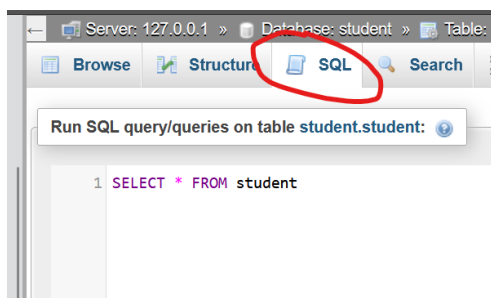 ← Server: 127.0.0.1 » Database: student » Table:
Browse Structure SQL Search
Run SQL query/queries on table student.student:
1 SELECT * FROM student